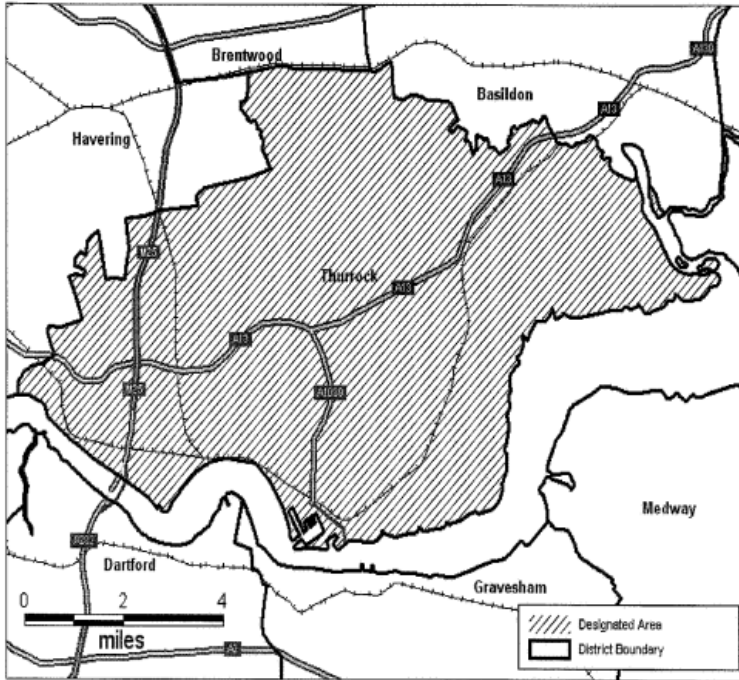 A130
Brentwood
Basildon
A13
Havering
A13
M25
Thurrock
A13
A13
M25
A1089
Medway
Dartford
Gravesham
0 2 4
miles
Designated Area
District Boundary
A2